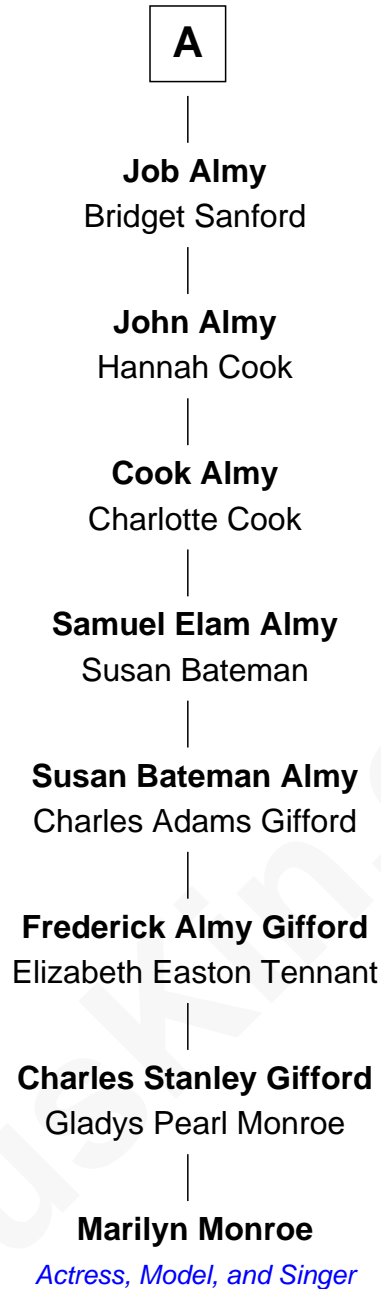 A
Job Almy
Bridget Sanford
John Almy
Hannah Cook
Cook Almy
Charlotte Cook
Samuel Elam Almy
Susan Bateman
Susan Bateman Almy
Charles Adams Gifford
Frederick Almy Gifford
Elizabeth Easton Tennant
Charles Stanley Gifford
Gladys Pearl Monroe
Marilyn Monroe
Actress, Model, and Singer